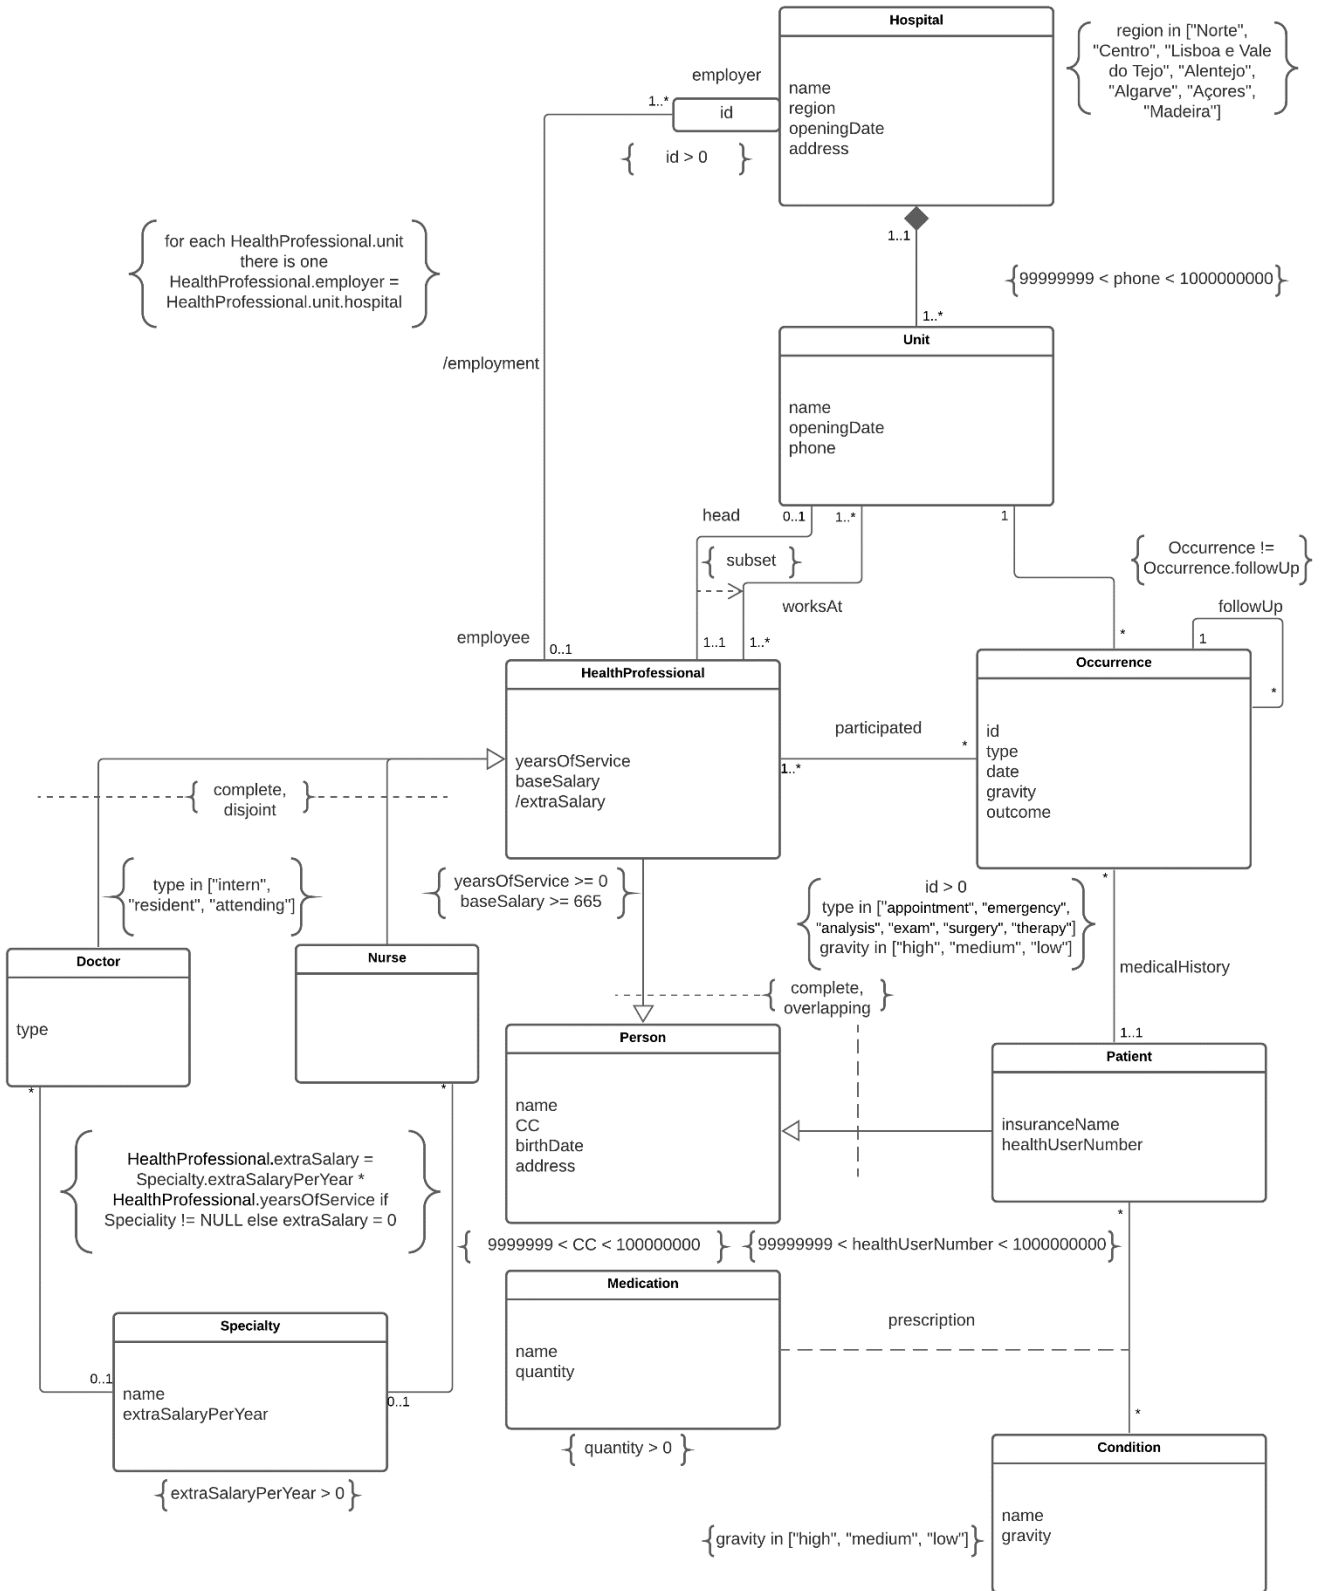 Hospital
name
region
openingDate
address
region in ["Norte",
"Centro", "Lisboa e Vale
do Tejo", "Alentejo",
"Algarve", "Açores",
"Madeira"]
employer
1..*
id
id > 0
for each HealthProfessional.unit
there is one
HealthProfessional.employer =
HealthProfessional.unit.hospital
1..1
99999999 < phone < 1000000000
1..*
/employment
Unit
name
openingDate
phone
head
0..1
1..*
1
subset
worksAt
Occurrence !=
Occurrence.followUp
followUp
1
*
*
employee
0..1
1..1
1..*
HealthProfessional
yearsOfService
baseSalary
/extraSalary
participated
1..*
*
Occurrence
id
type
date
gravity
outcome
complete,
disjoint
type in ["intern",
"resident", "attending"]
yearsOfService >= 0
baseSalary >= 665
id > 0
type in ["appointment", "emergency",
"analysis", "exam", "surgery", "therapy"]
gravity in ["high", "medium", "low"]
*
medicalHistory
1..1
complete,
overlapping
Doctor
type
*
Nurse
*
Person
name
CC
birthDate
address
Patient
insuranceName
healthUserNumber
*
HealthProfessional.extraSalary =
Specialty.extraSalaryPerYear *
HealthProfessional.yearsOfService if
Speciality != NULL else extraSalary = 0
9999999 < CC < 100000000
99999999 < healthUserNumber < 1000000000
Medication
name
quantity
quantity > 0
prescription
Specialty
name
extraSalaryPerYear
0..1
0..1
extraSalaryPerYear > 0
*
Condition
name
gravity
gravity in ["high", "medium", "low"]